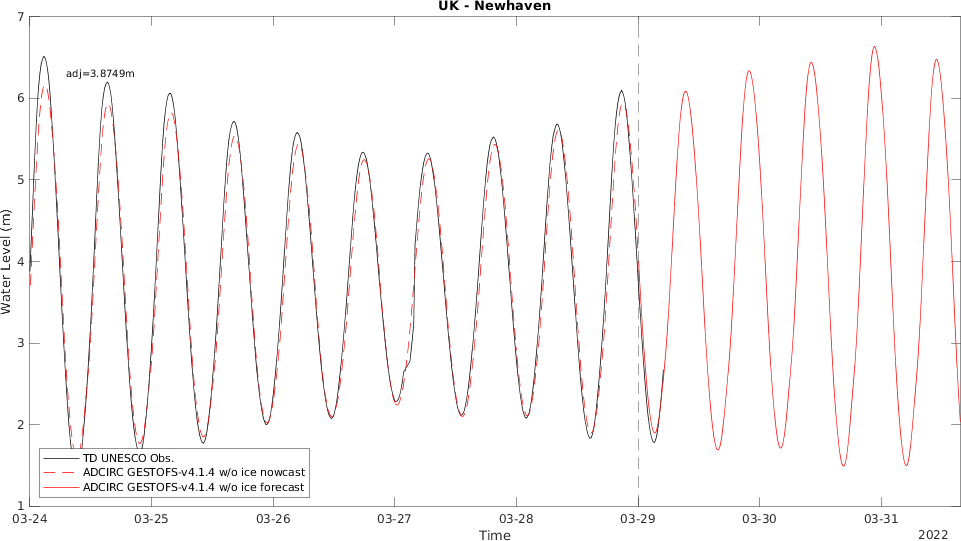 UK - Newhaven
7
adj=3.8749m
6
5
4
Water Level (m)
3
2
TD UNESCO Obs.
ADCIRC GESTOFS-v4.1.4 w/o ice nowcast
ADCIRC GESTOFS-v4.1.4 w/o ice forecast
1
03-24 03-25 03-26 03-27 03-28 03-29 03-30 03-31
Time
2022